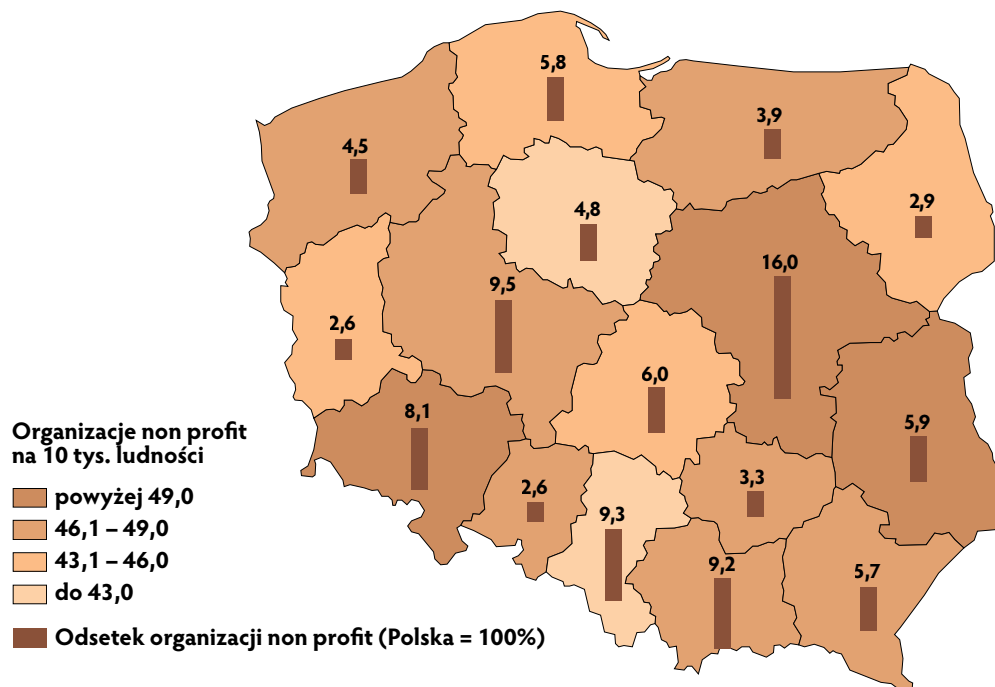 5,8
3,9
4,5
2,9
4,8
16,0
9,5
2,6
6,0
8,1
5,9
Organizacje non profit
na 10 tys. ludności
3,3
2,6
powyżej 49,0
9,3
46,1 – 49,0
43,1 – 46,0
9,2
5,7
do 43,0
Odsetek organizacji non profit (Polska = 100%)